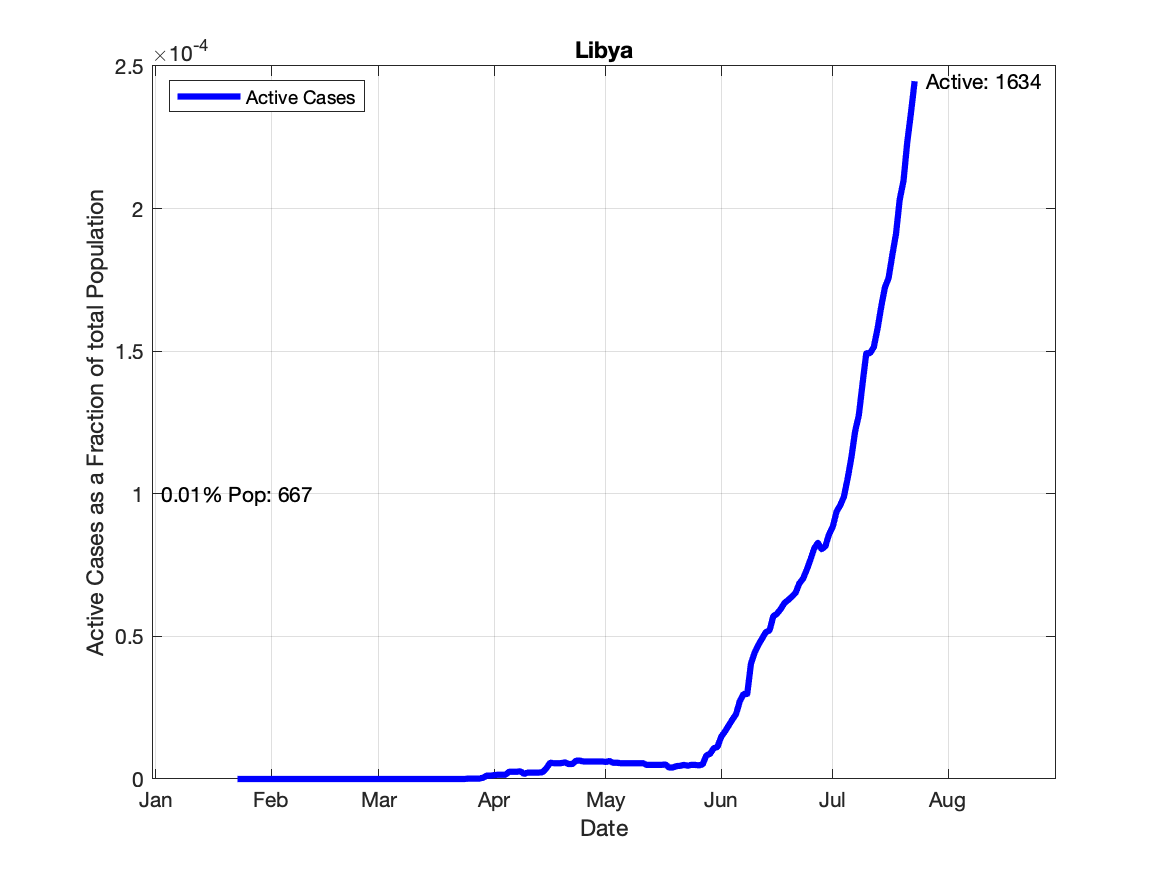 Libya
×10-4
2.5
2
1.5
1
0.5
0
Active Cases
Active: 1634
0.01% Pop: 667
Active Cases as a Fraction of total Population
Jan Feb Mar Apr May Jun Jul Aug
Date